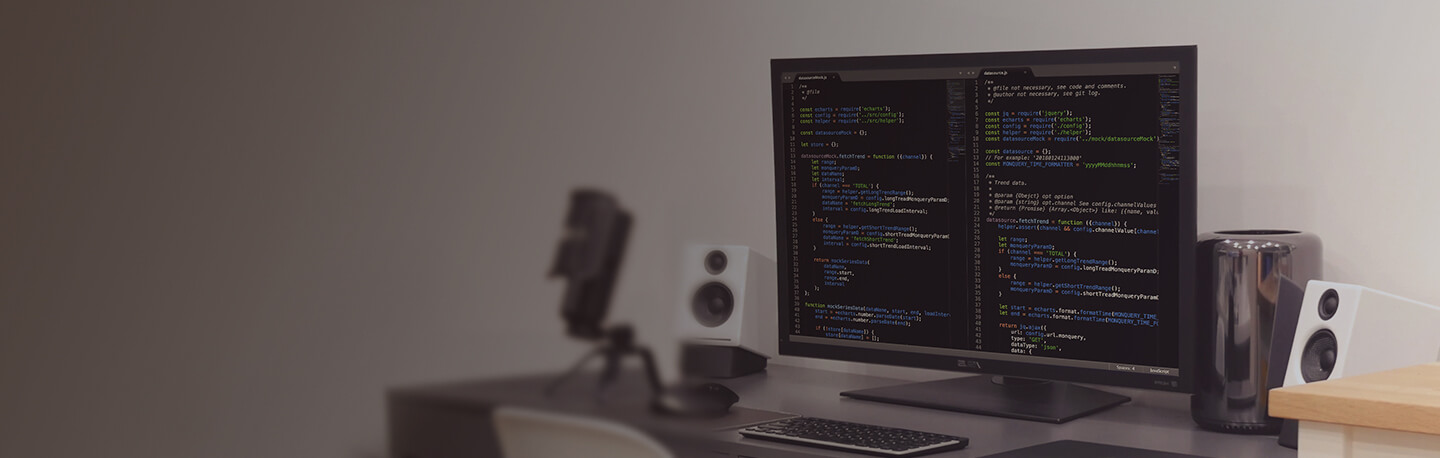 datasourceMock.js
/**
* @file
*/
const echarts = require('echarts');
const config = require('../src/config');
const helper = require('../src/helper');
const datasourceMock = {};
let store = {};
datasourceMock.fetchTrend = function ({channel}) {
let range;
let monqueryParamD;
let dataName;
let interval;
if (channel === 'TOTAL') {
range = helper.getLongTrendRange();
monqueryParamD = config.longTreadMonqueryParamD;
dataName = 'fetchLongTrend';
interval = config.longTrendLoadInterval;
}
else {
range = helper.getShortTrendRange();
monqueryParamD = config.shortTreadMonqueryParam
dataName = 'fetchShortTrend';
interval = config.shortTrendLoadInterval;
}
return mockSeriesData(
dataName,
range.start,
range.end,
interval
);
};
function mockSeriesData(dataName, start, end, loadInter
start = +echarts.number.parseDate(start);
end = +echarts.number.parseDate(end);
if (!store[dataName]) {
store[dataName] = [];
datasource.js
/**
* @file not necessary, see code and comments.
* @author not necessary, see git log.
*/
const jq = require('jquery');
const echarts = require('echarts');
const config = require('./config');
const helper = require('./helper');
const datasourceMock = require('../mock/datasourceMock')
const datasource = {};
// For example: '20180124113000'
const MONQUERY_TIME_FORMATTER = 'yyyyMMddhhmmss';
/**
* Trend data.
*
* @param {Obejct} opt option
* @param {string} opt.channel See config.channelValues
* @return {Promise} {Array.<Object>} like: [{name, valu
*/
datasource.fetchTrend = function ({channel}) {
helper.assert(channel && config.channelValue[channel
let range;
let monqueryParamD;
if (channel === 'TOTAL') {
range = helper.getLongTrendRange();
monqueryParamD = config.longTreadMonqueryParamD;
}
else {
range = helper.getShortTrendRange();
monqueryParamD = config.shortTreadMonqueryParamD
}
let start = echarts.format.formatTime(MONQUERY_TIME_
let end = echarts.format.formatTime(MONQUERY_TIME_FO
return jq.ajax({
url: config.url.monquery,
type: 'GET',
dataType: 'json',
data: {
Spaces: 4
JavaScript